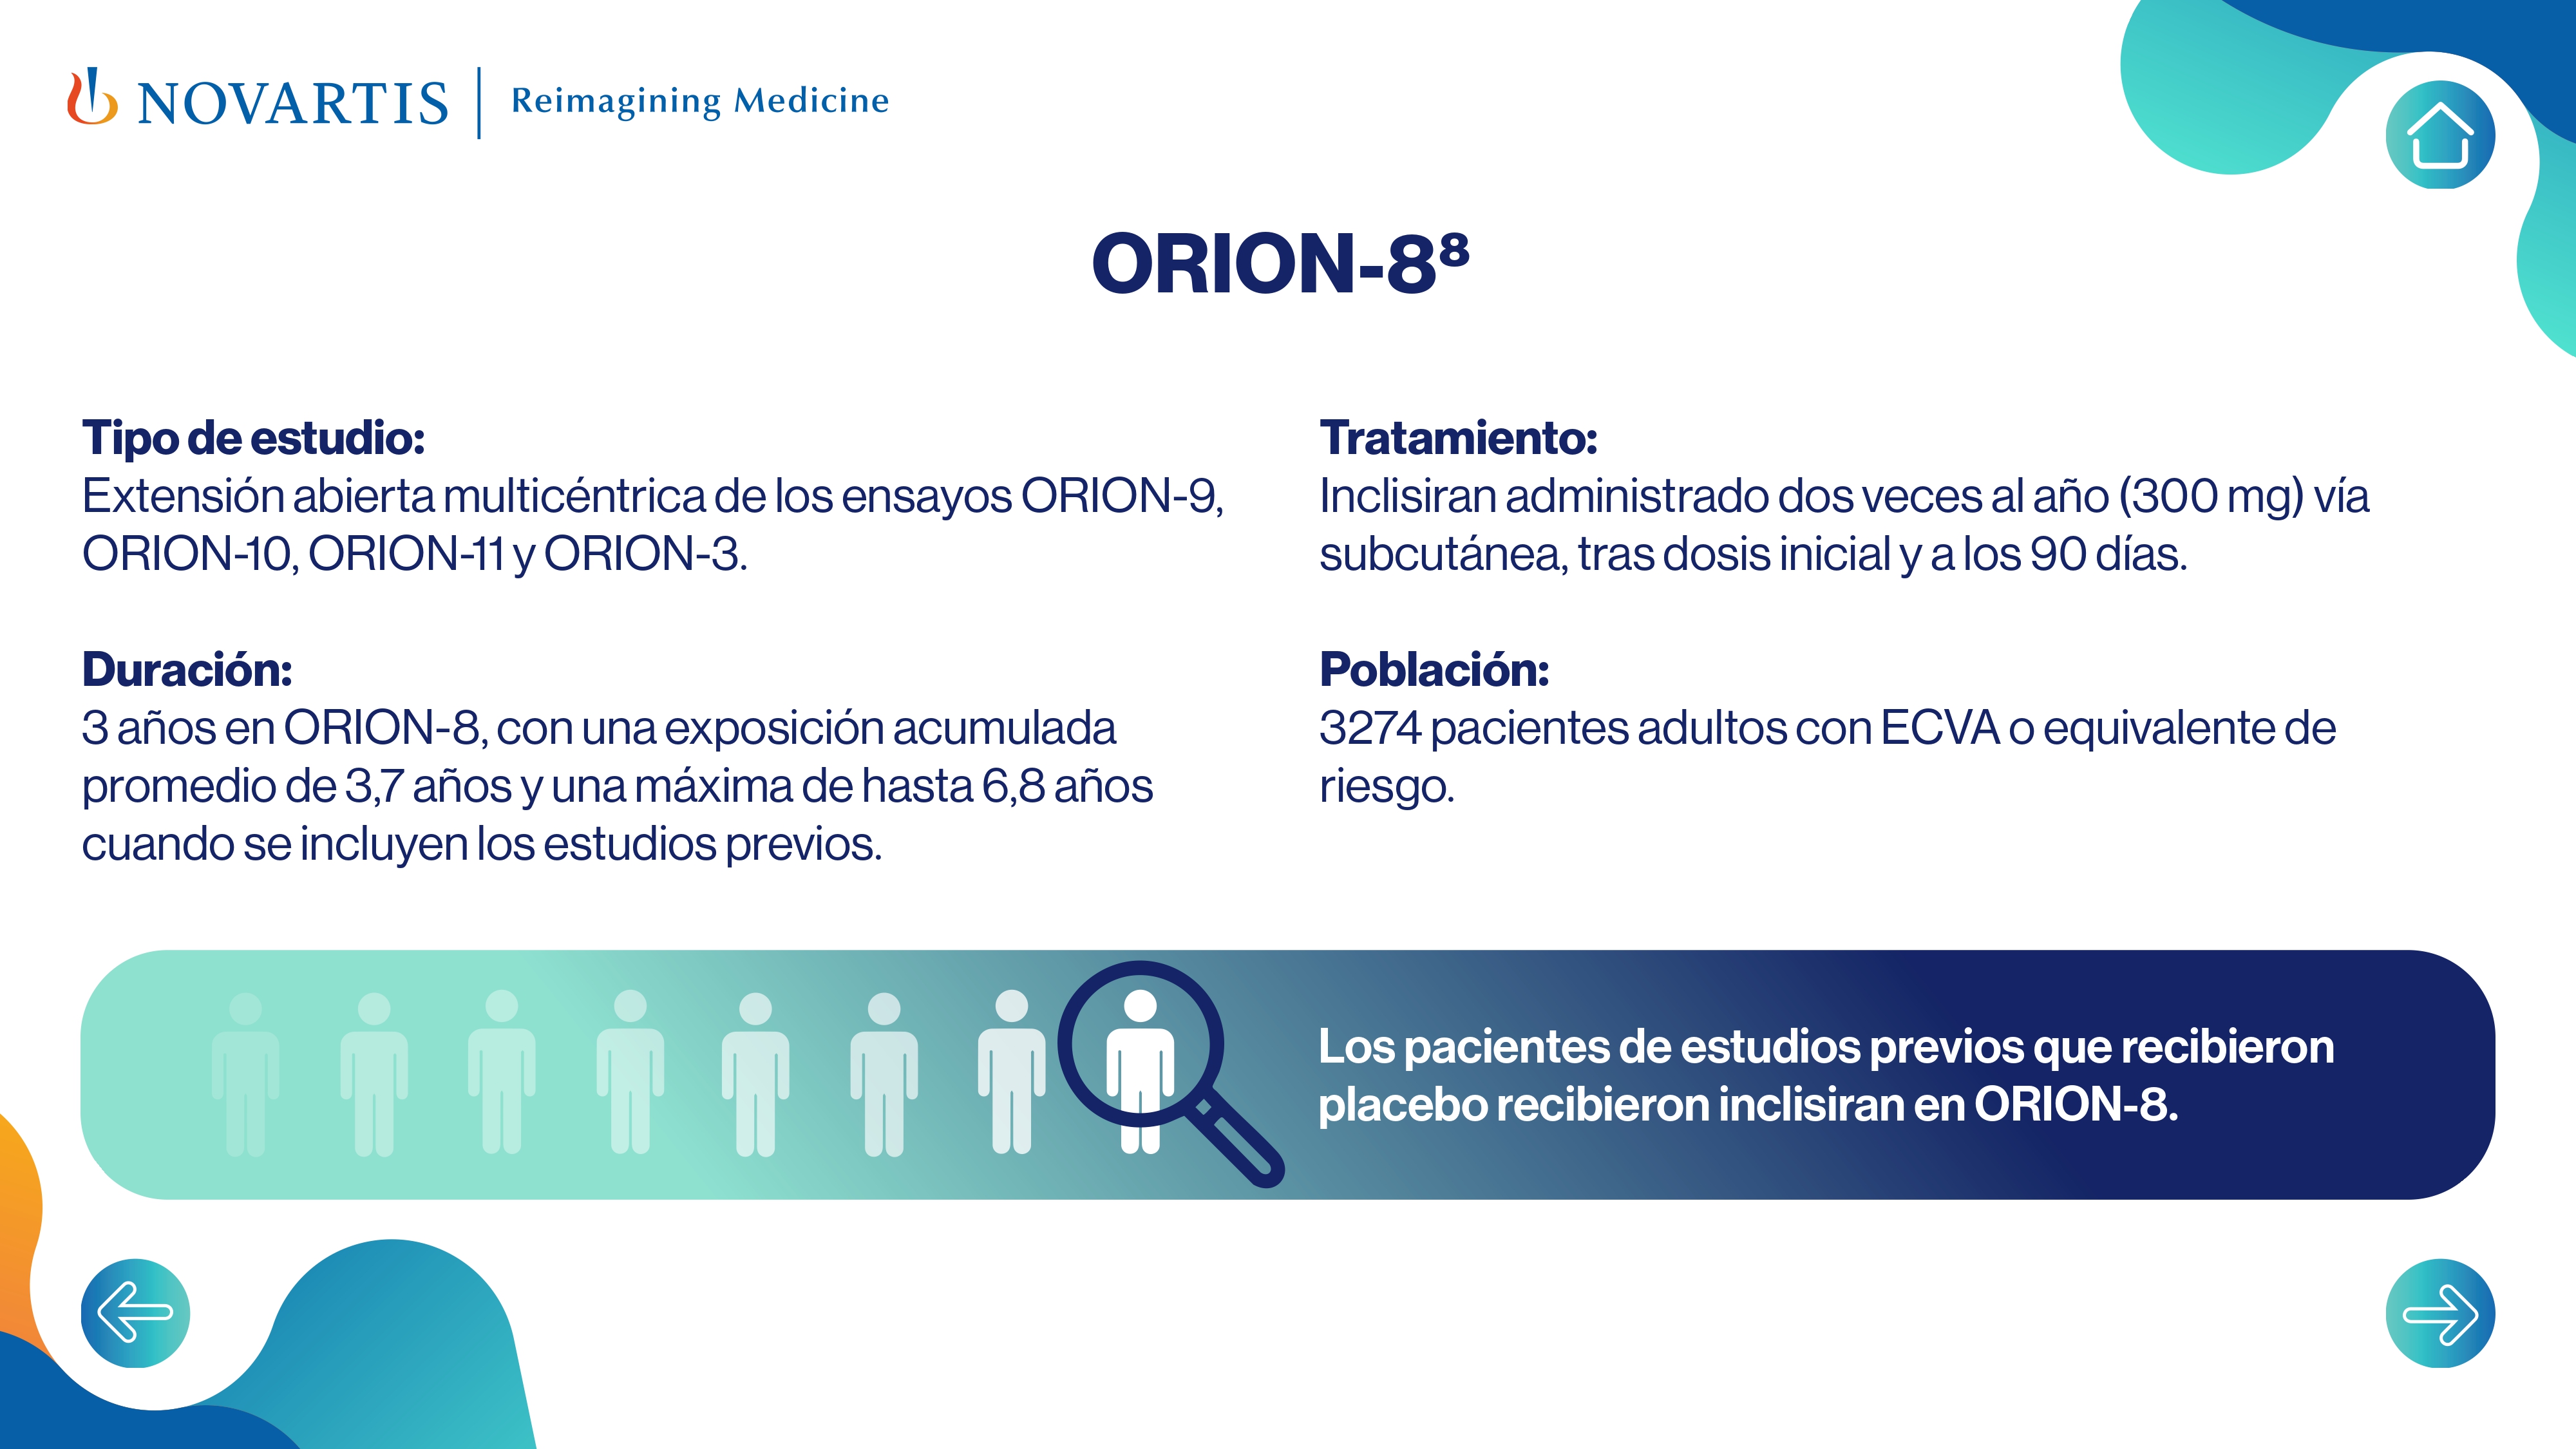 NOVARTIS | Reimagining Medicine
ORION-8⁸
Tipo de estudio:
Extensión abierta multicéntrica de los ensayos ORION-9,
ORION-10, ORION-11 y ORION-3.
Duración:
3 años en ORION-8, con una exposición acumulada
promedio de 3,7 años y una máxima de hasta 6,8 años
cuando se incluyen los estudios previos.
Tratamiento:
Inclisiran administrado dos veces al año (300 mg) vía
subcutánea, tras dosis inicial y a los 90 días.
Población:
3274 pacientes adultos con ECVA o equivalente de
riesgo.
Los pacientes de estudios previos que recibieron
placebo recibieron inclisiran en ORION-8.